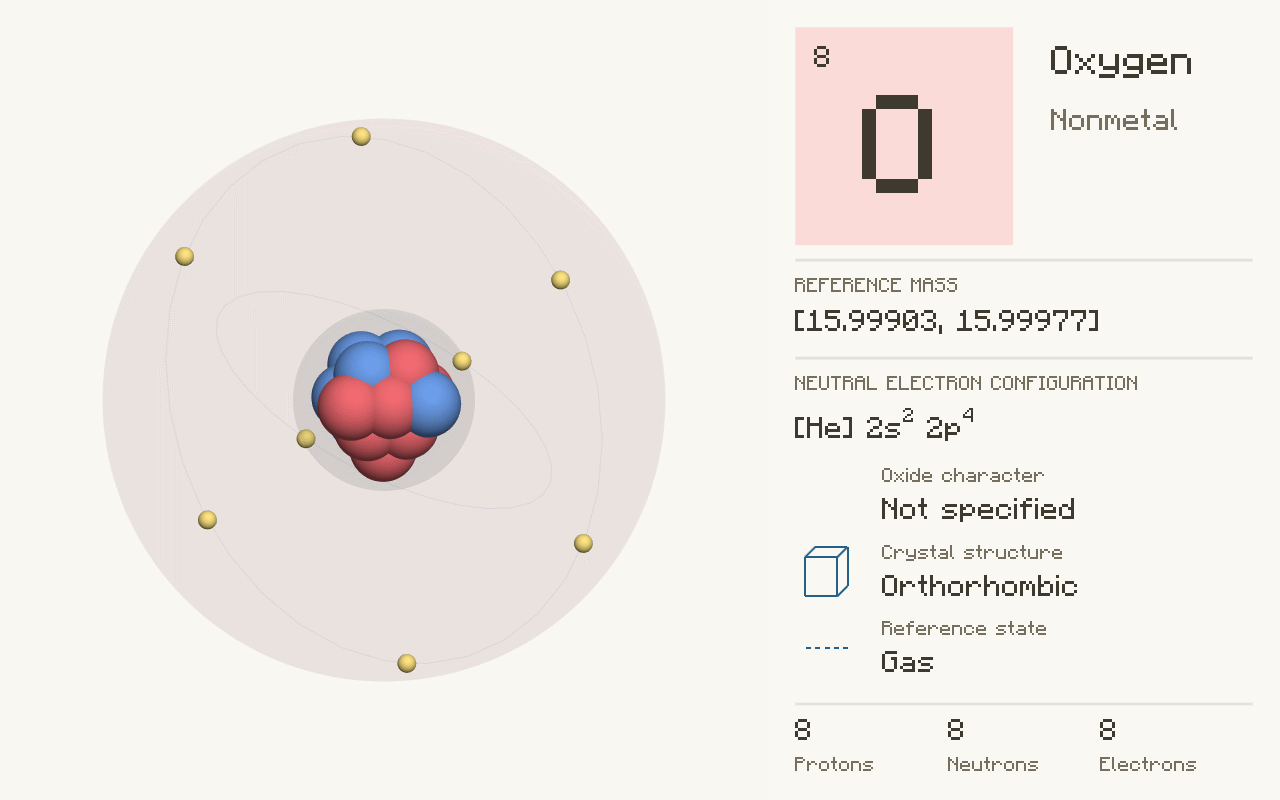 8
O
Oxygen
Nonmetal
REFERENCE MASS
[15.99903, 15.99977]
NEUTRAL ELECTRON CONFIGURATION
[He] 2s² 2p⁴
Oxide character
Not specified
Crystal structure
Orthorhombic
Reference state
Gas
8 8 8
Protons Neutrons Electrons